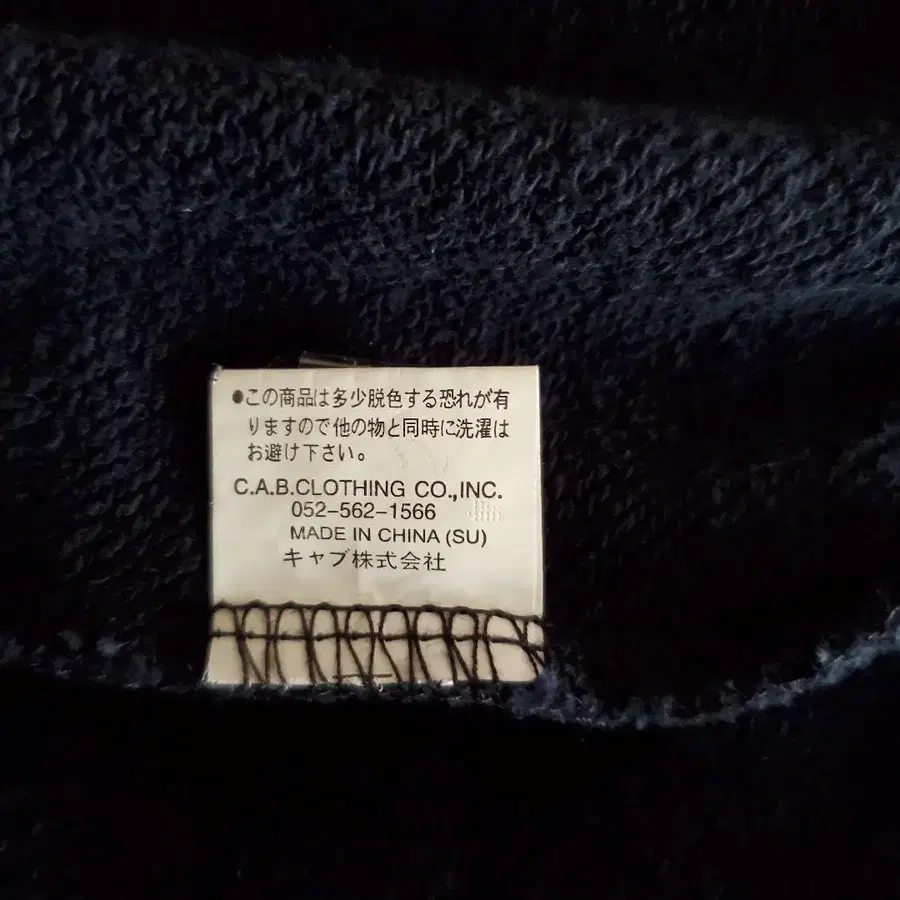 ●この商品は多少脱色する恐れが有
りますので他の物と同時に洗濯は
お避け下さい。
C.A.B.CLOTHING CO.,INC.
052-562-1566
MADE IN CHINA (SU)
キャブ株式会社